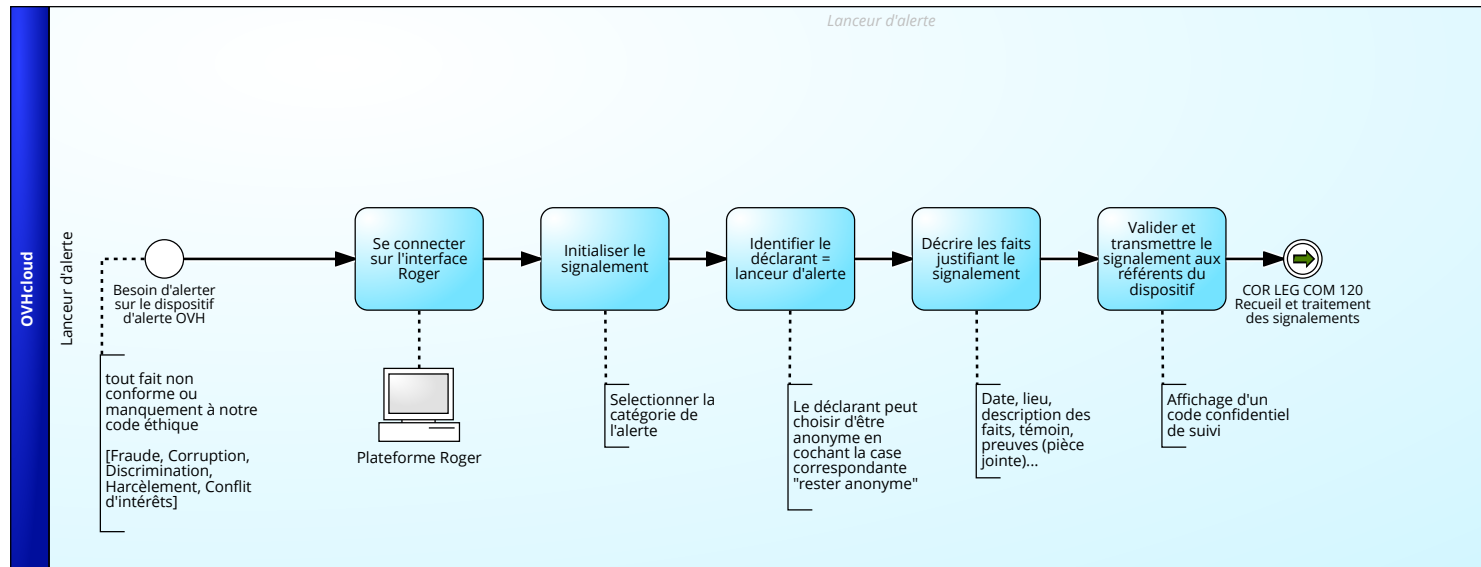 Lanceur d'alerte
OVHcloud
Lanceur d'alerte
Besoin d'alerter
sur le dispositif
d'alerte OVH
tout fait non
conforme ou
manquement à notre
code éthique
[Fraude, Corruption,
Discrimination,
Harcèlement, Conflit
d'intérêts]
Se connecter
sur l'interface
Roger
Plateforme Roger
Initialiser le
signalement
Selectionner la
catégorie de
l'alerte
Identifier le
déclarant =
lanceur d'alerte
Le déclarant peut
choisir d'être
anonyme en
cochant la case
correspondante
"rester anonyme"
Décrire les faits
justifiant le
signalement
Date, lieu,
description des
faits, témoin,
preuves (pièce
jointe)...
Valider et
transmettre le
signalement aux
référents du
dispositif
Affichage d'un
code confidentiel
de suivi
COR LEG COM 120
Recueil et traitement
des signalements